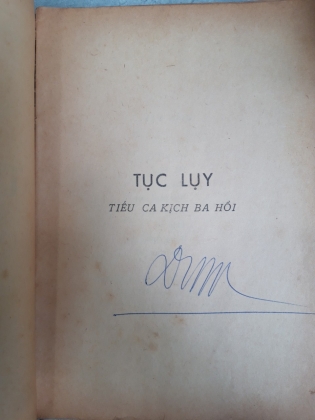 TỤC LỤY
TIỂU CA KỊCH BA HỒI